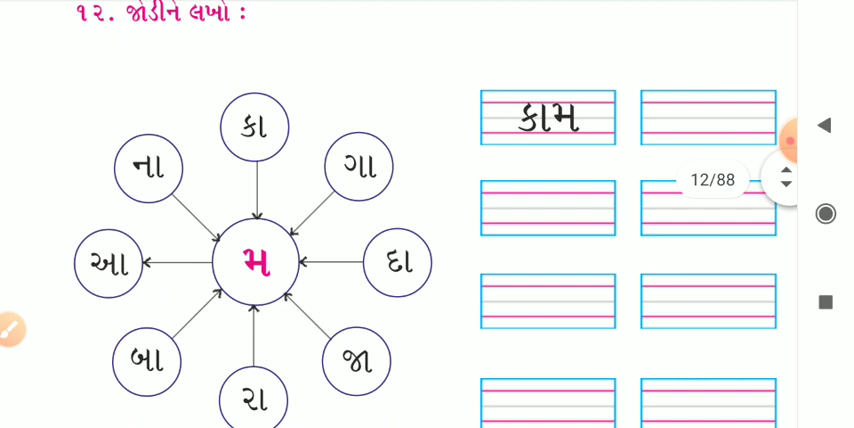 ૧૨. જોડીને લખો :
કા
ના
ગા
કામ
12/88
આ
મ
દા
બા
જા
રા